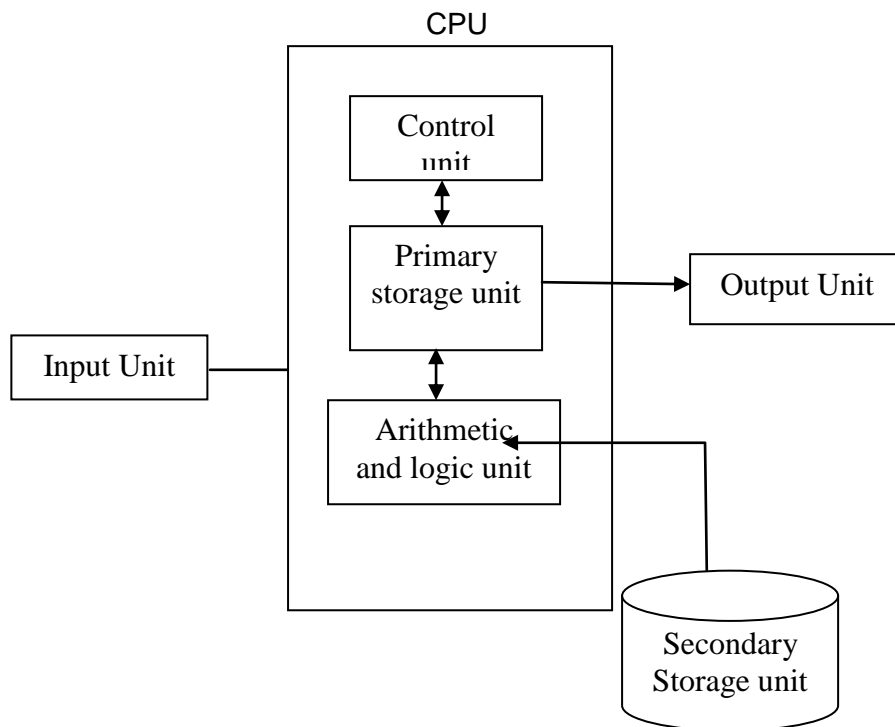 CPU
Control
unit
Primary
storage unit
Output Unit
Input Unit
Arithmetic
and logic unit
Secondary
Storage unit